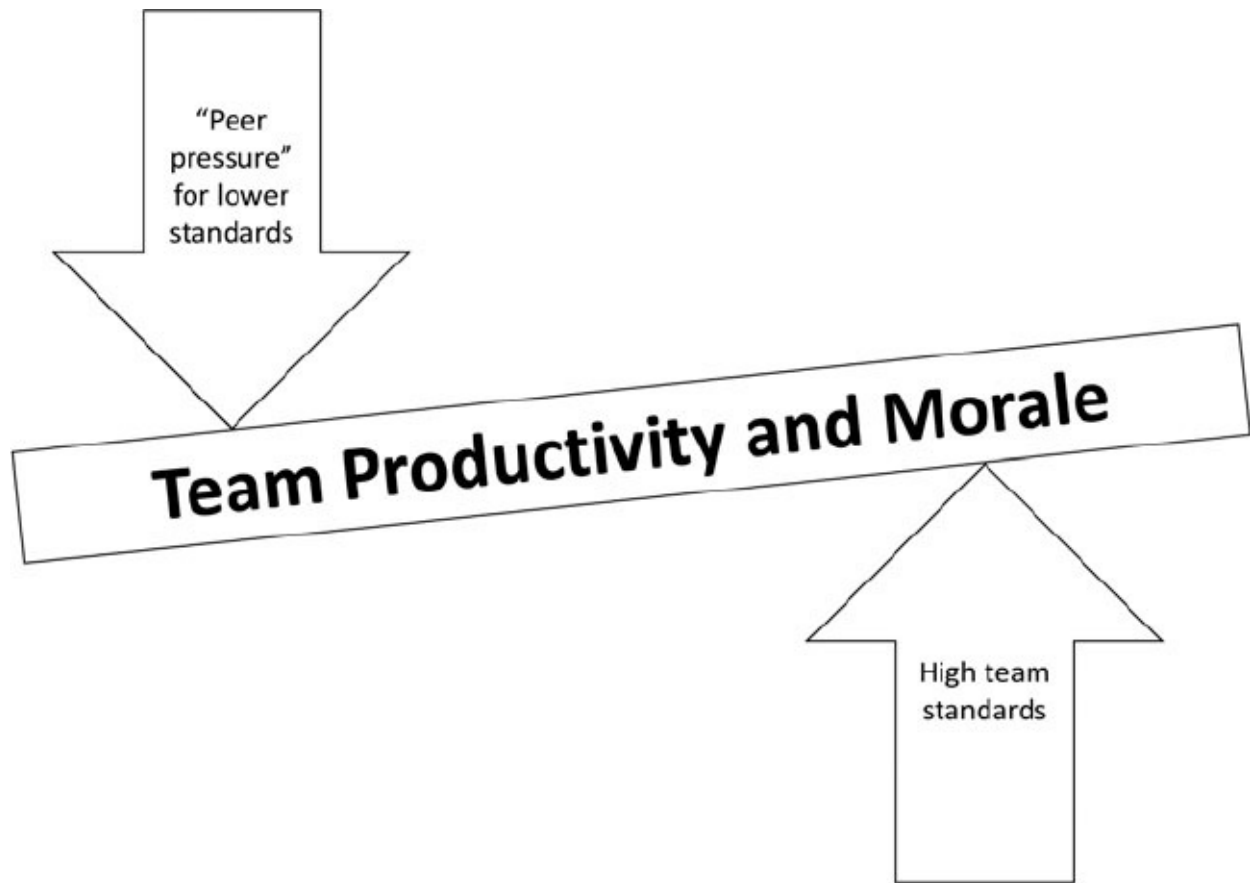 “Peer
pressure”
for lower
standards
Team Productivity and Morale
High team
standards